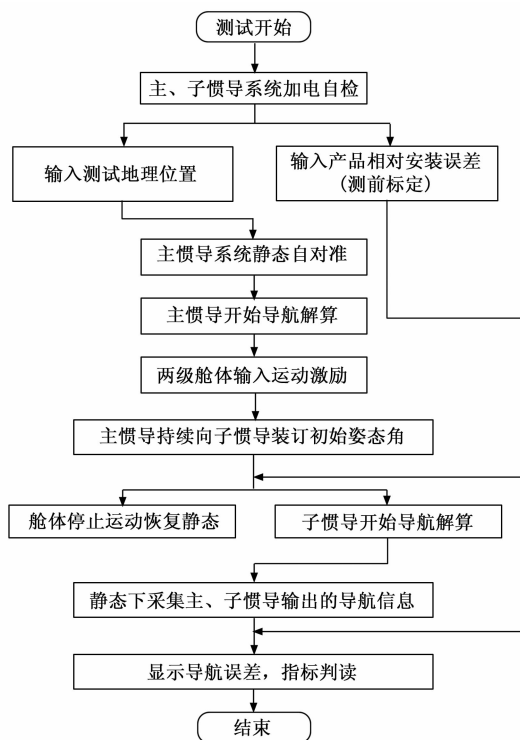 测试开始
主、子惯导系统加电自检
输入测试地理位置
输入产品相对安装误差
(测前标定)
主惯导系统静态自对准
主惯导开始导航解算
两级舱体输入运动激励
主惯导持续向子惯导装订初始姿态角
舱体停止运动恢复静态
子惯导开始导航解算
静态下采集主、子惯导输出的导航信息
显示导航误差，指标判读
结束